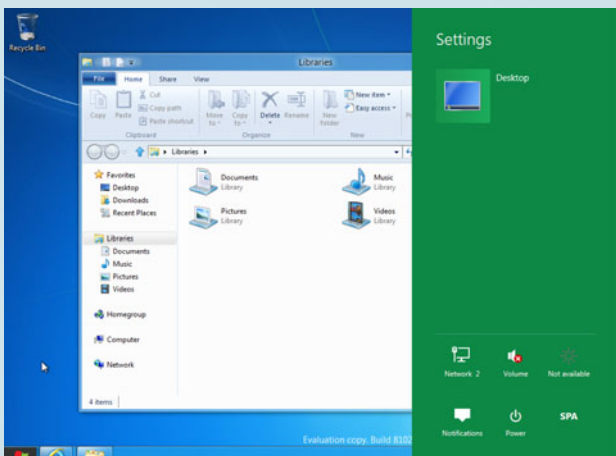 Recycle Bin
Libraries
File Home Share View
Copy Paste
Cut
Copy path
Paste shortcut
Move to Copy to Delete Rename
New folder
New item
Easy access
Clipboard Organize New
Libraries
Favorites
Desktop
Downloads
Recent Places
Libraries
Documents
Music
Pictures
Videos
Homegroup
Computer
Network
Documents
Library
Music
Library
Pictures
Library
Videos
Library
4 items
Evaluation copy. Build 8102
Settings
Desktop
Network 2 Volume Not available
SPA
Notifications Power